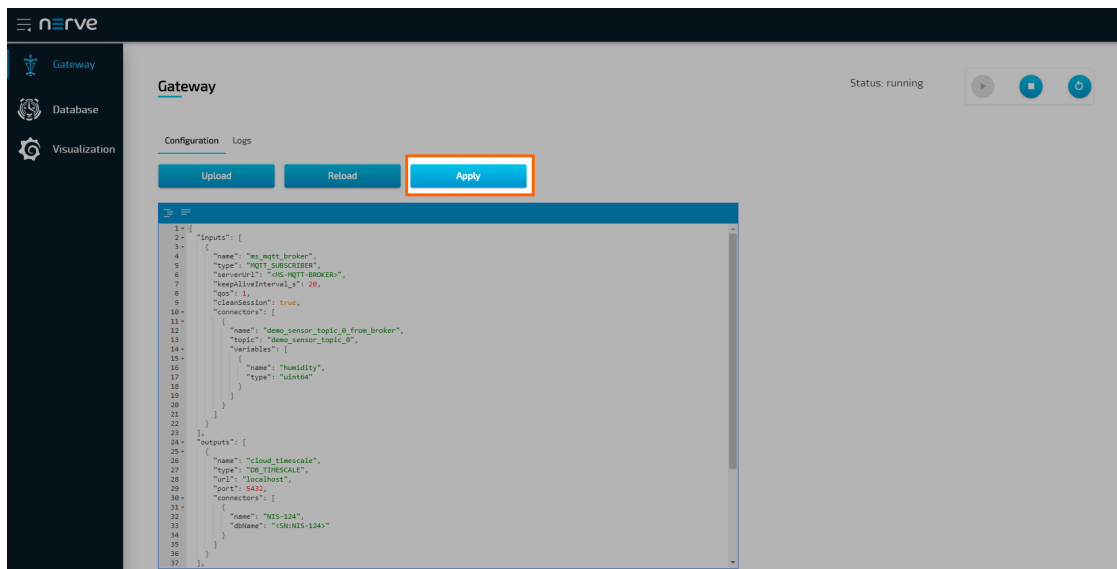 nerve
Gateway
Database
Visualization
Gateway
Status: running
Configuration Logs
Upload Reload Apply
1 {
2 "inputs": [
3 {
4 "name": "ms_mqtt_broker",
5 "type": "MQTT_SUBSCRIBER",
6 "serverUrl": "<MS-MQTT-BROKER>",
7 "keepAliveInterval_s": 20,
8 "qos": 1,
9 "cleanSession": true,
10 "connectors": [
11 {
12 "name": "demo_sensor_topic_0_from_broker",
13 "topic": "demo_sensor_topic_0",
14 "variables": [
15 {
16 "name": "humidity",
17 "type": "uint64"
18 }
19 ]
20 }
21 ]
22 }
23 ],
24 "outputs": [
25 {
26 "name": "cloud_timescale",
27 "type": "DB_TIMESCALE",
28 "url": "localhost",
29 "port": 5432,
30 "connectors": [
31 {
32 "name": "NIS-124",
33 "dbName": "<SN:NIS-124>"
34 }
35 ]
36 }
37 ],